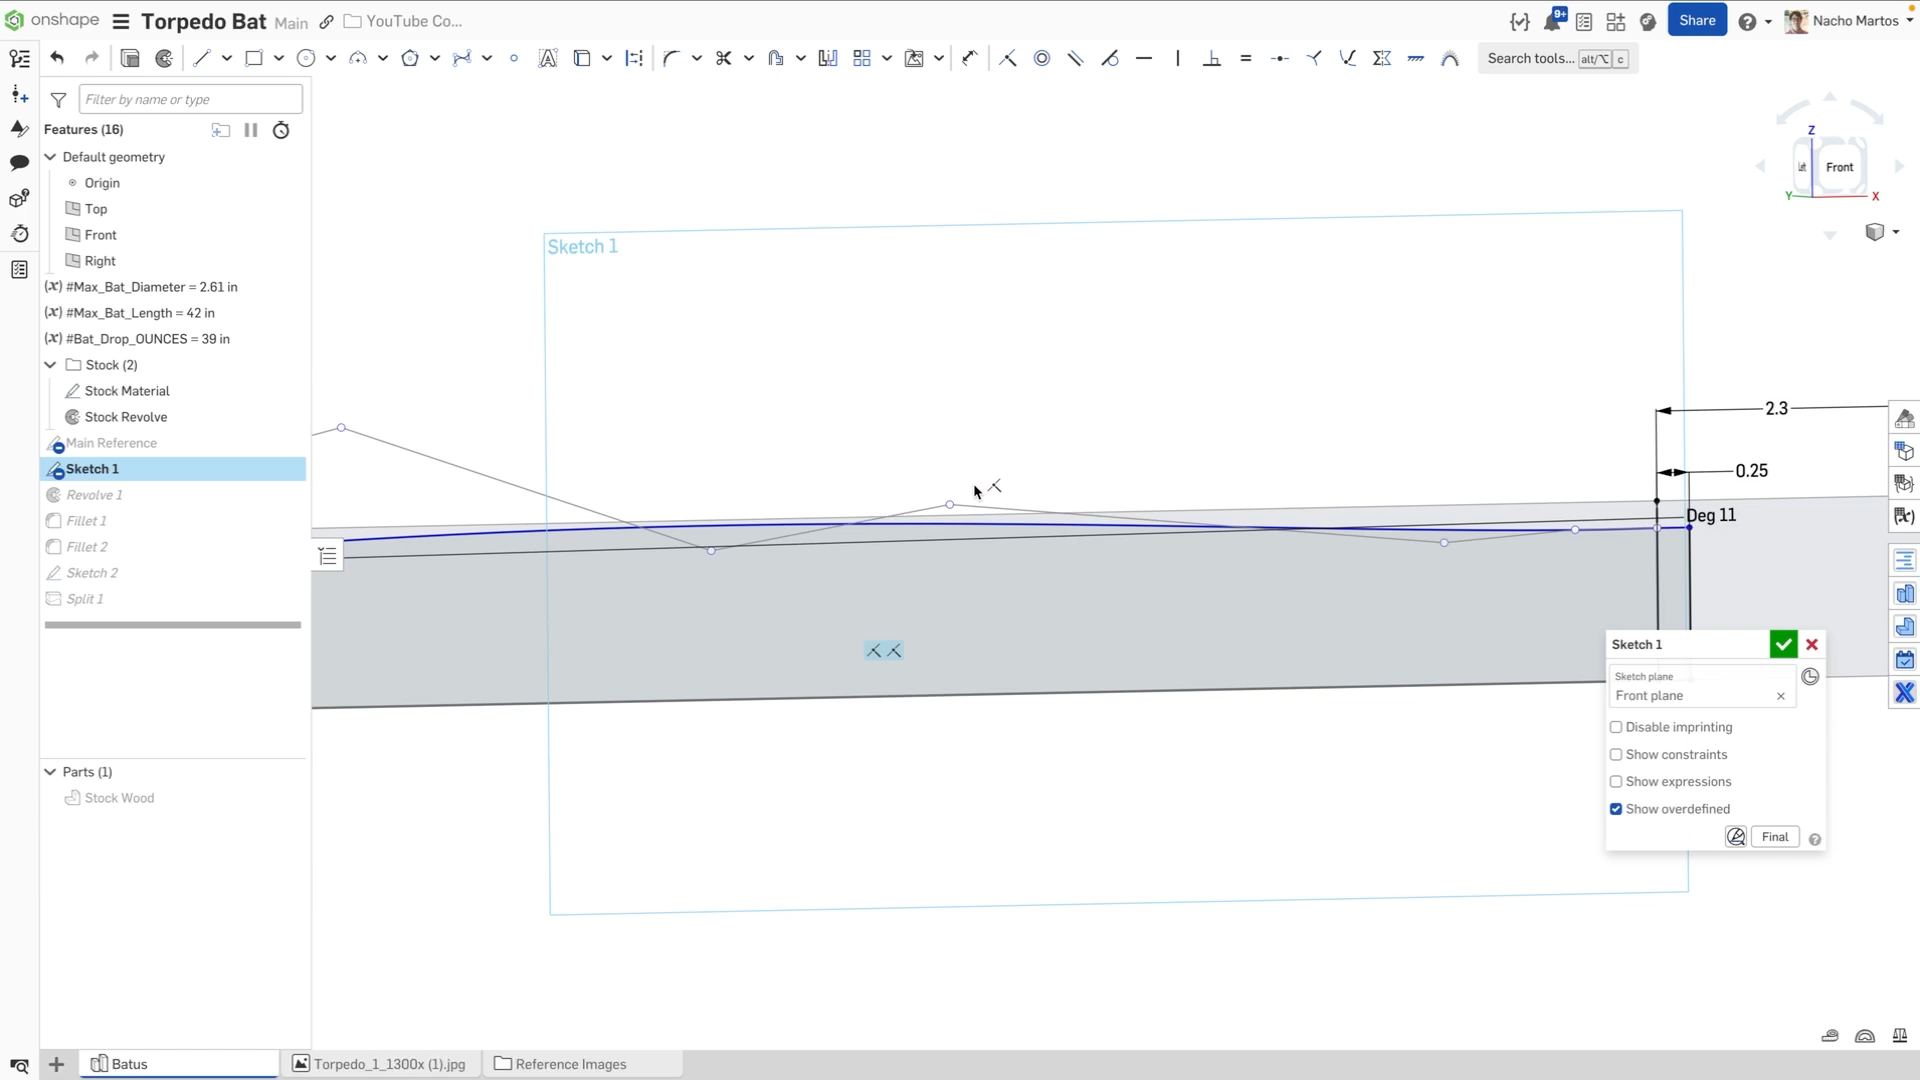 onshape Torpedo Bat Main YouTube Co... 9+ Share Nacho Martos
Search tools... alt/⌥ c
Filter by name or type
Features (16)
Default geometry
Origin
Top
Front
Right
(x) #Max_Bat_Diameter = 2.61 in
(x) #Max_Bat_Length = 42 in
(x) #Bat_Drop_OUNCES = 39 in
Stock (2)
Stock Material
Stock Revolve
Main Reference
Sketch 1
Revolve 1
Fillet 1
Fillet 2
Sketch 2
Split 1
Parts (1)
Stock Wood
Sketch 1
2.3
0.25
Deg 11
Z
Front
Y
X
Sketch 1
Sketch plane
Front plane
Disable imprinting
Show constraints
Show expressions
Show overdefined
Final
Batus
Torpedo_1_1300x (1).jpg
Reference Images